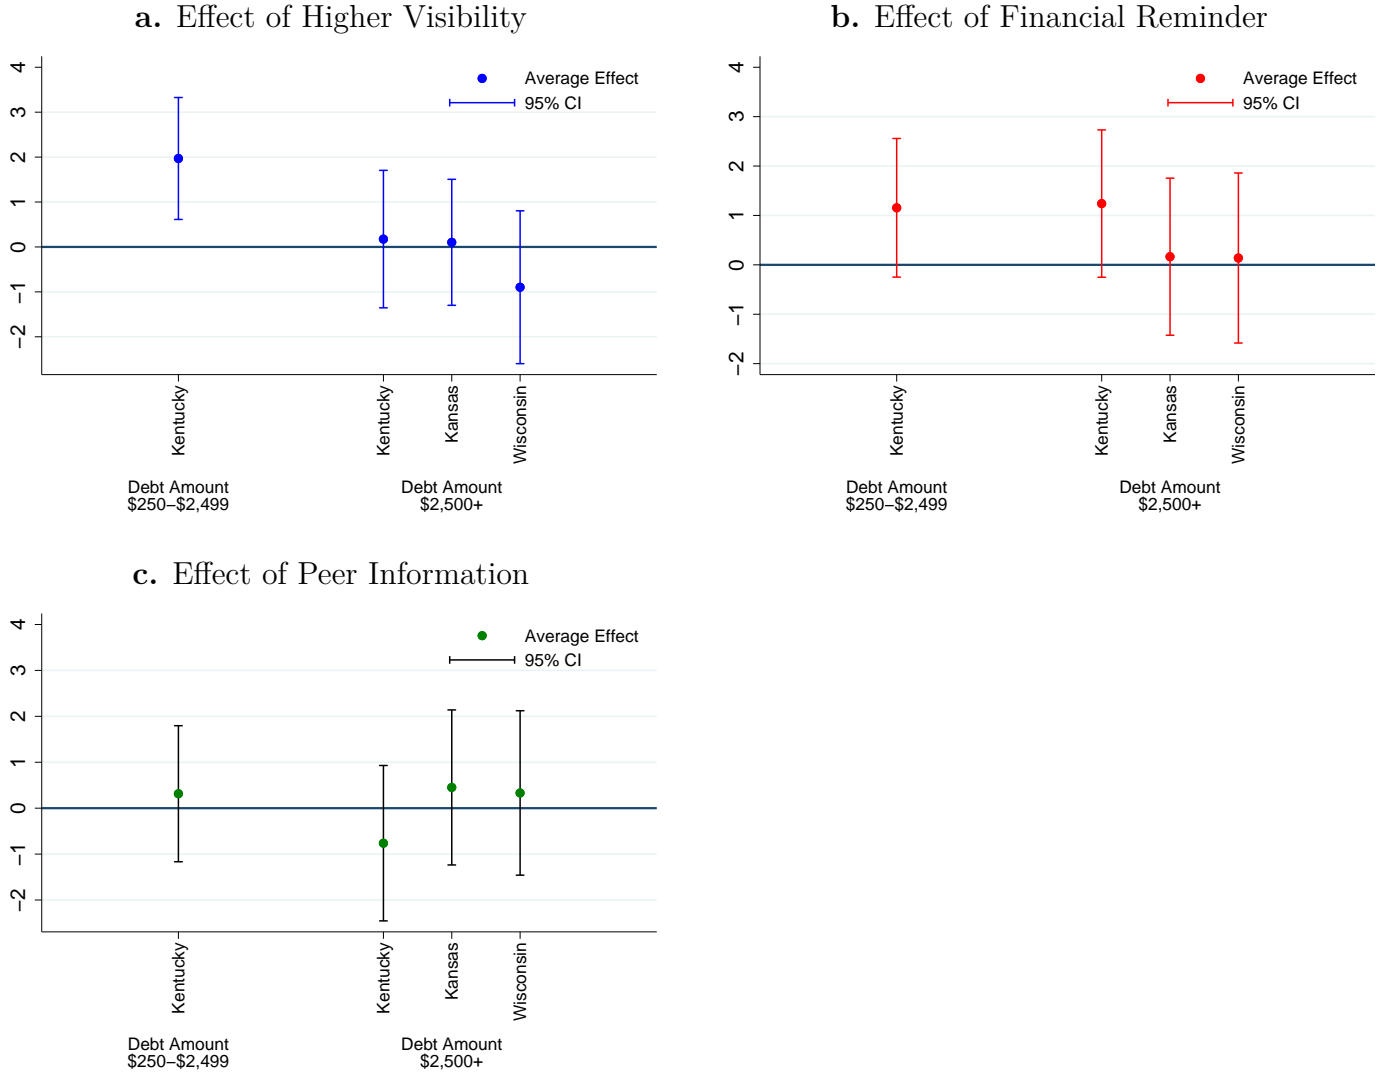 a. Effect of Higher Visibility
4
3
2
1
0
−1
−2
Average Effect
95% CI
Kentucky
Kentucky
Kansas
Wisconsin
Debt Amount
$250−$2,499
Debt Amount
$2,500+
b. Effect of Financial Reminder
4
3
2
1
0
−1
−2
Average Effect
95% CI
Kentucky
Kentucky
Kansas
Wisconsin
Debt Amount
$250−$2,499
Debt Amount
$2,500+
c. Effect of Peer Information
4
3
2
1
0
−1
−2
Average Effect
95% CI
Kentucky
Kentucky
Kansas
Wisconsin
Debt Amount
$250−$2,499
Debt Amount
$2,500+